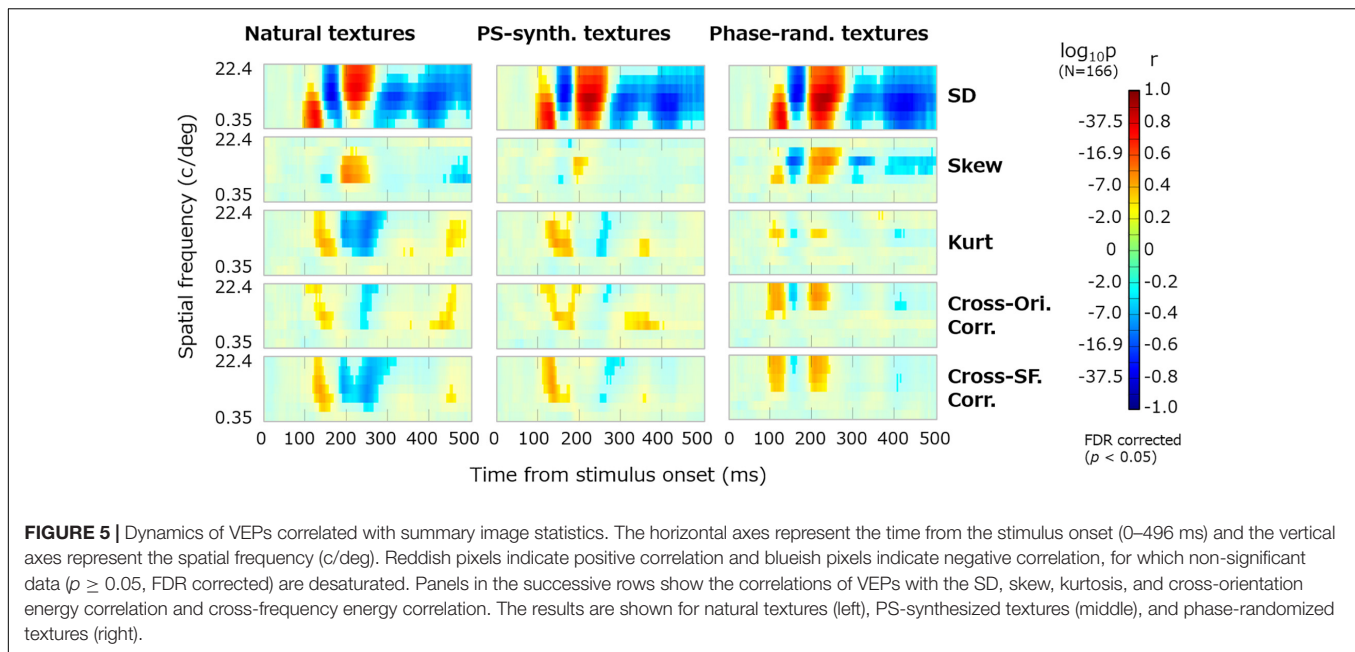 Natural textures PS-synth. textures Phase-rand. textures
log10p
(N=166)
r
Spatial frequency (c/deg)
22.4
0.35
SD
22.4
0.35
Skew
22.4
0.35
Kurt
22.4
0.35
Cross-Ori.
Corr.
22.4
0.35
Cross-SF.
Corr.
0 100 200 300 400 500 0 100 200 300 400 500 0 100 200 300 400 500
Time from stimulus onset (ms)
1.0
-37.5 0.8
-16.9 0.6
-7.0 0.4
-2.0 0.2
0 0
-2.0 -0.2
-7.0 -0.4
-16.9 -0.6
-37.5 -0.8
-1.0
FDR corrected
(p < 0.05)
FIGURE 5 | Dynamics of VEPs correlated with summary image statistics. The horizontal axes represent the time from the stimulus onset (0–496 ms) and the vertical
axes represent the spatial frequency (c/deg). Reddish pixels indicate positive correlation and blueish pixels indicate negative correlation, for which non-significant
data (p ≥ 0.05, FDR corrected) are desaturated. Panels in the successive rows show the correlations of VEPs with the SD, skew, kurtosis, and cross-orientation
energy correlation and cross-frequency energy correlation. The results are shown for natural textures (left), PS-synthesized textures (middle), and phase-randomized
textures (right).